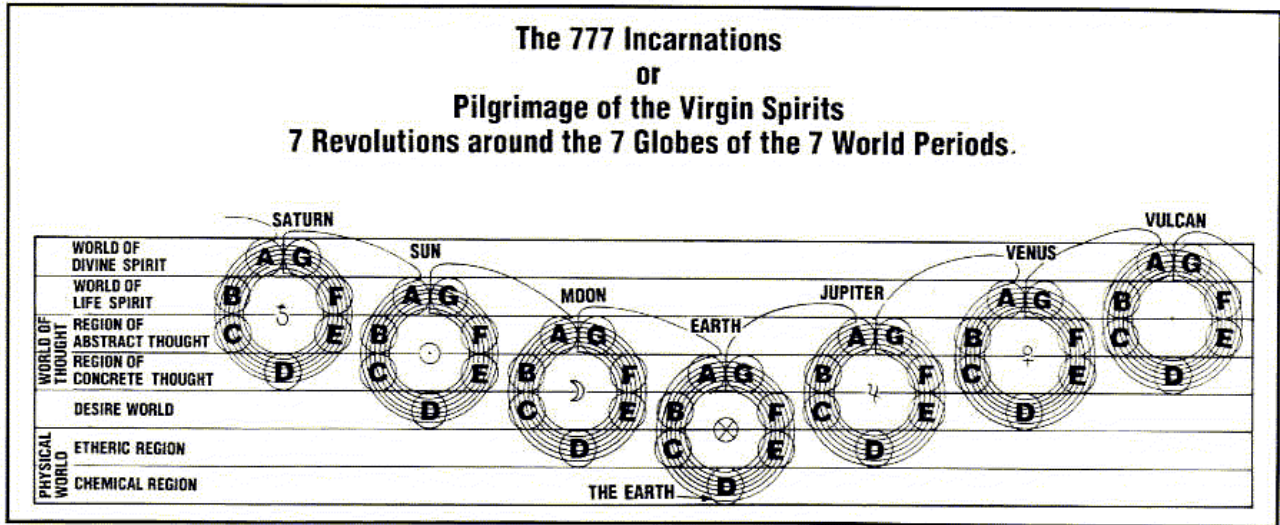 The 777 Incarnations
or
Pilgrimage of the Virgin Spirits
7 Revolutions around the 7 Globes of the 7 World Periods.
SATURN
SUN
MOON
EARTH
JUPITER
VENUS
VULCAN
WORLD OF
DIVINE SPIRIT
WORLD OF
LIFE SPIRIT
WORLD OF
THOUGHT
REGION OF
ABSTRACT THOUGHT
REGION OF
CONCRETE THOUGHT
DESIRE WORLD
PHYSICAL
WORLD
ETHERIC REGION
CHEMICAL REGION
THE EARTH
A G
B F
C E
D
A G
B F
C E
D
A G
B F
C E
D
A G
B F
C E
D
A G
B F
C E
D
A G
B F
C E
D
A G
B F
C E
D